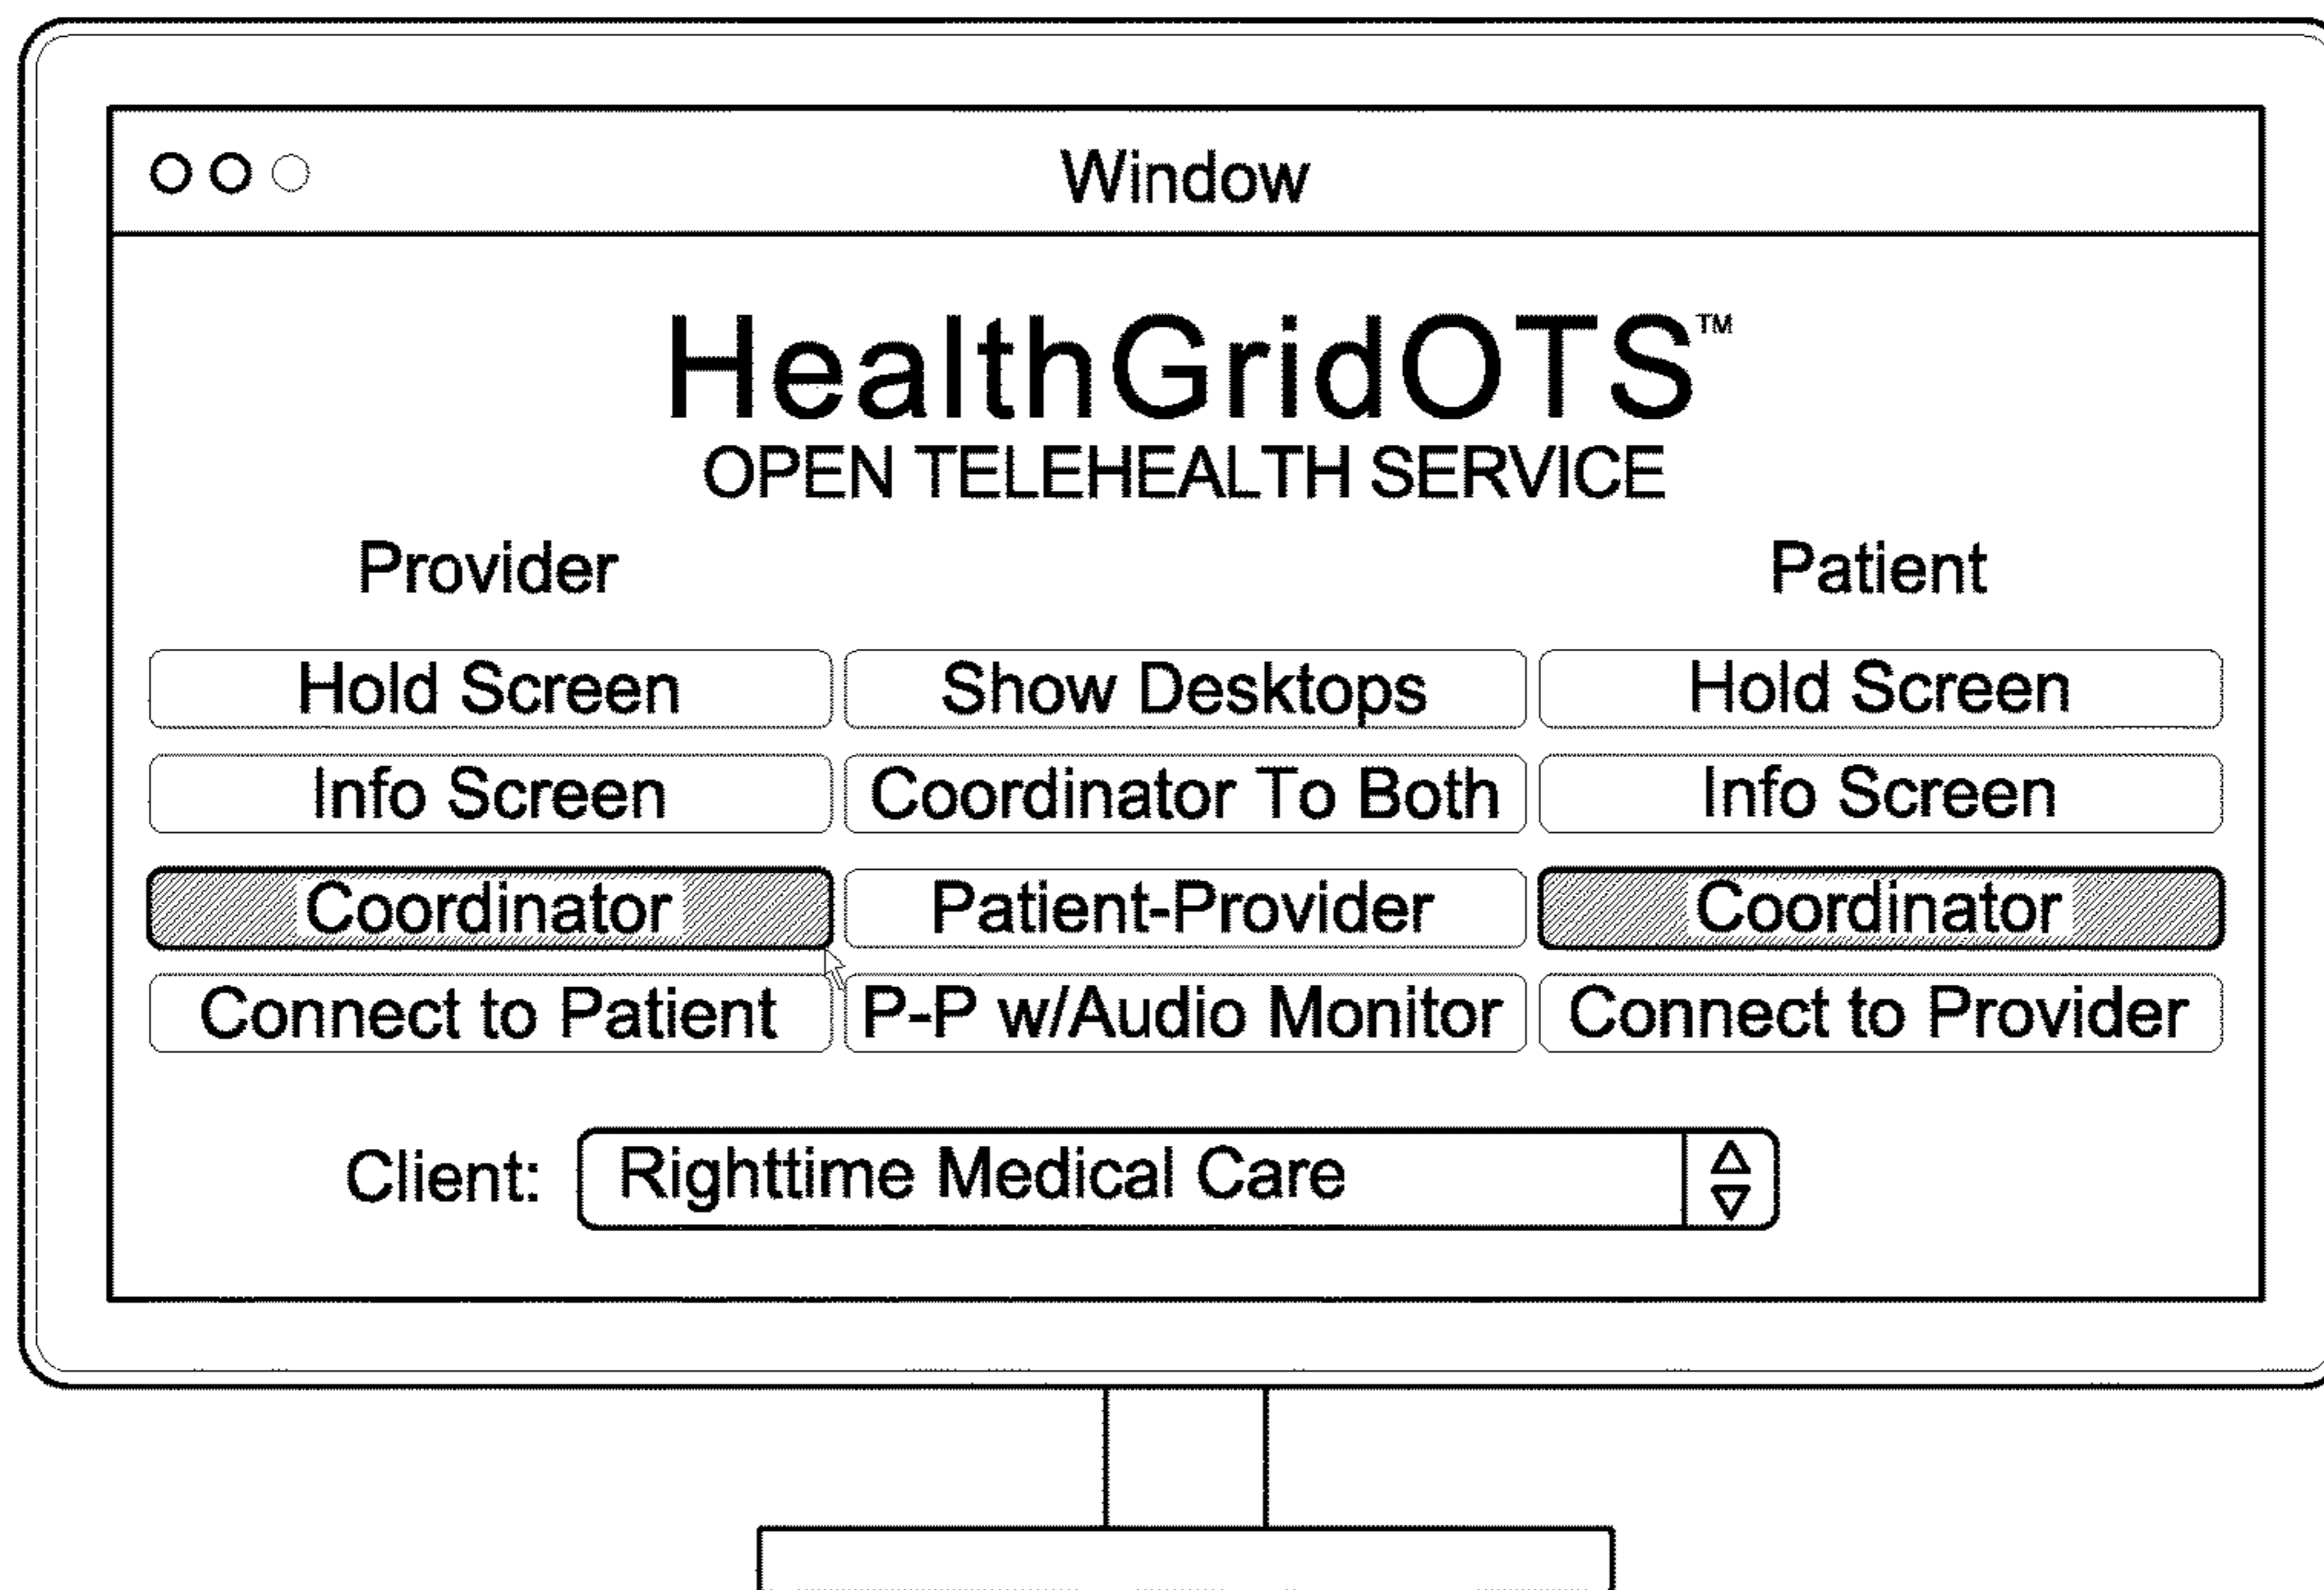 Window
HealthGridOTS™
OPEN TELEHEALTH SERVICE
Provider Patient
Hold Screen Show Desktops Hold Screen
Info Screen Coordinator To Both Info Screen
Coordinator Patient-Provider Coordinator
Connect to Patient P-P w/Audio Monitor Connect to Provider
Client: Righttime Medical Care